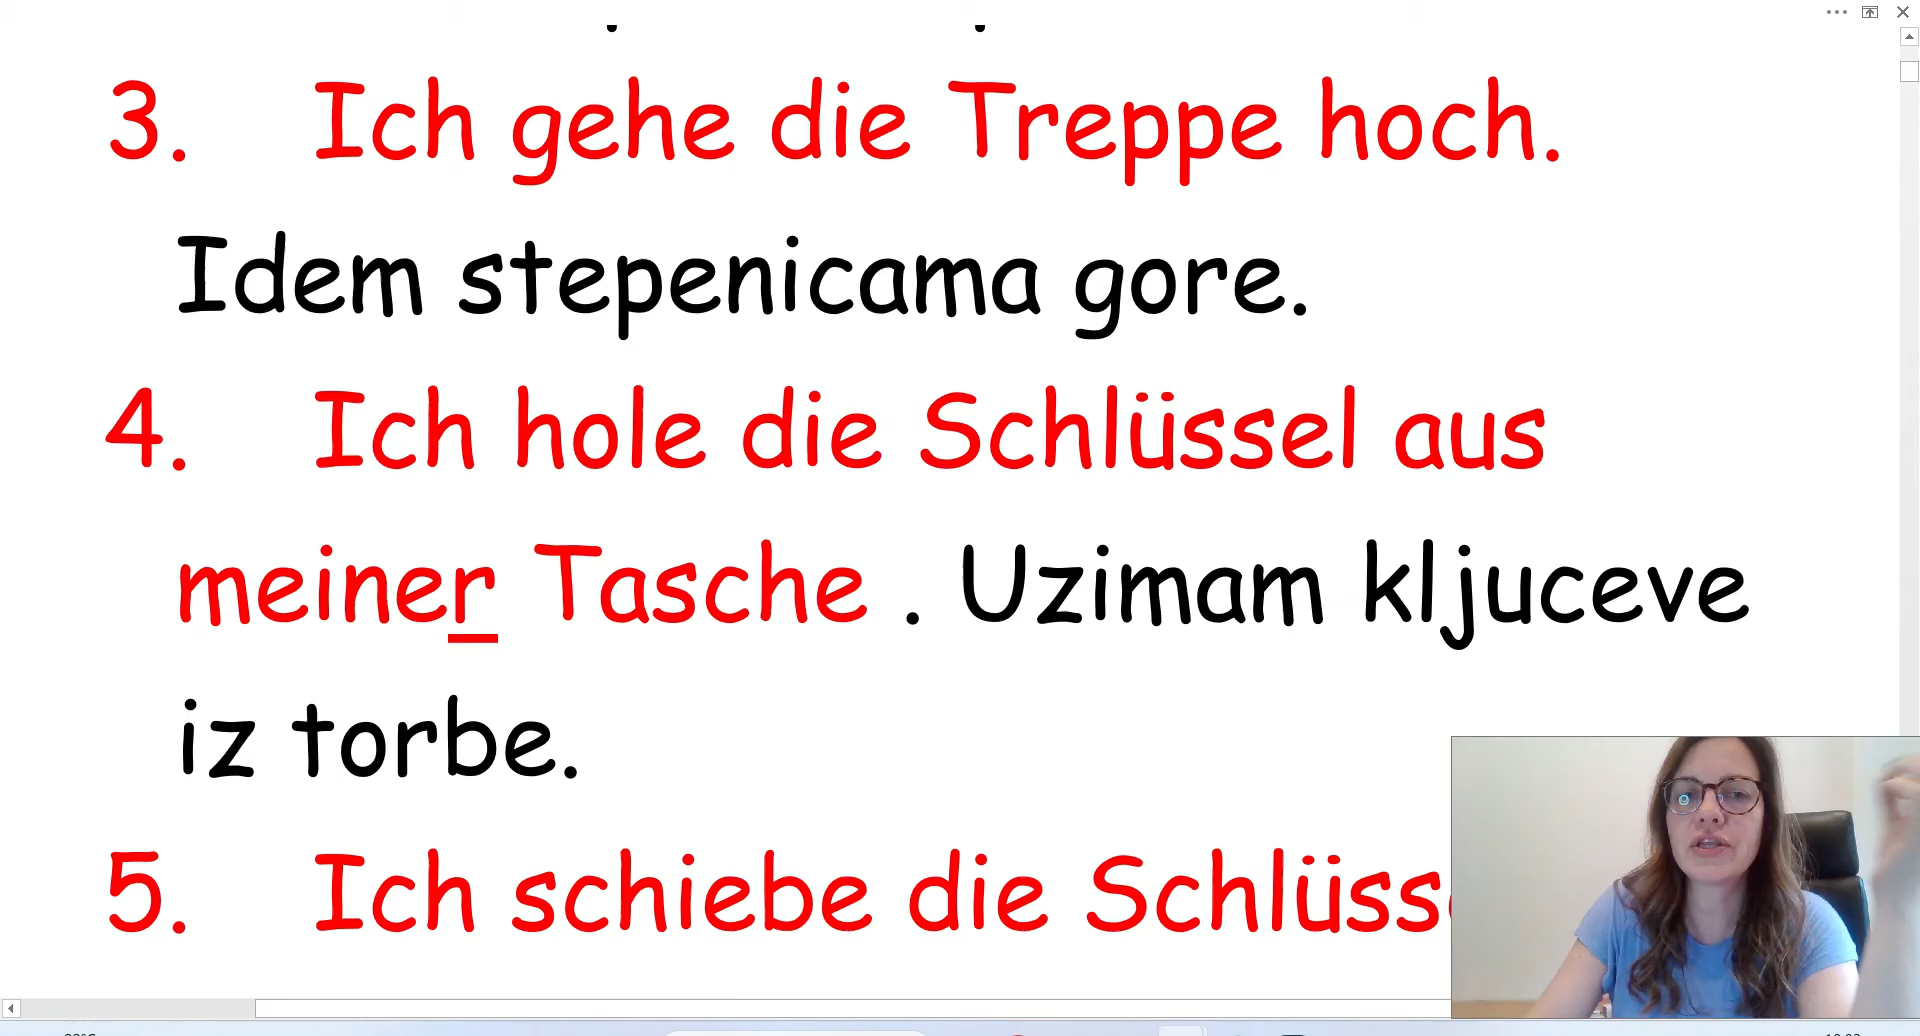 3. Ich gehe die Treppe hoch.
Idem stepenicama gore.
4. Ich hole die Schlüssel aus
meiner Tasche . Uzimam kljuceve
iz torbe.
5. Ich schiebe die